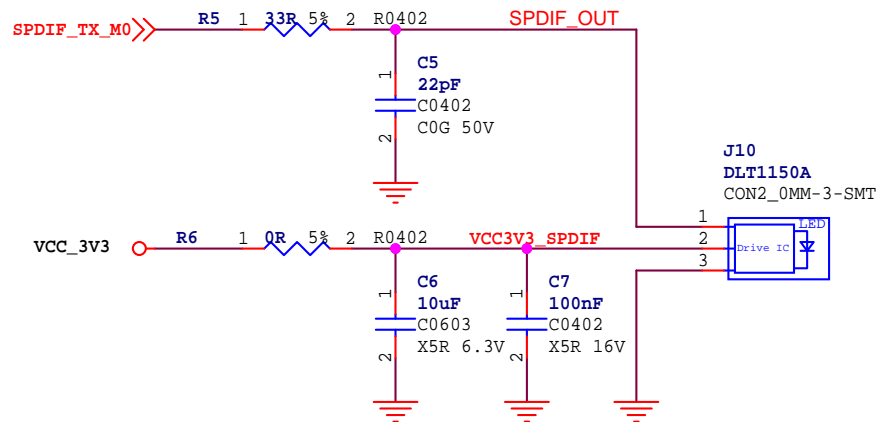 R5 1 33R 5% 2 R0402 SPDIF_OUT
SPDIF_TX_M0
C5
1
22pF
C0402
C0G 50V
2
J10
DLT1150A
CON2_0MM-3-SMT
1
LED
R6 1 0R 5% 2 R0402 VCC3V3_SPDIF 2
VCC_3V3
Drive IC
3
C6
1
10uF
C0603
X5R 6.3V
2
C7
1
100nF
C0402
X5R 16V
2